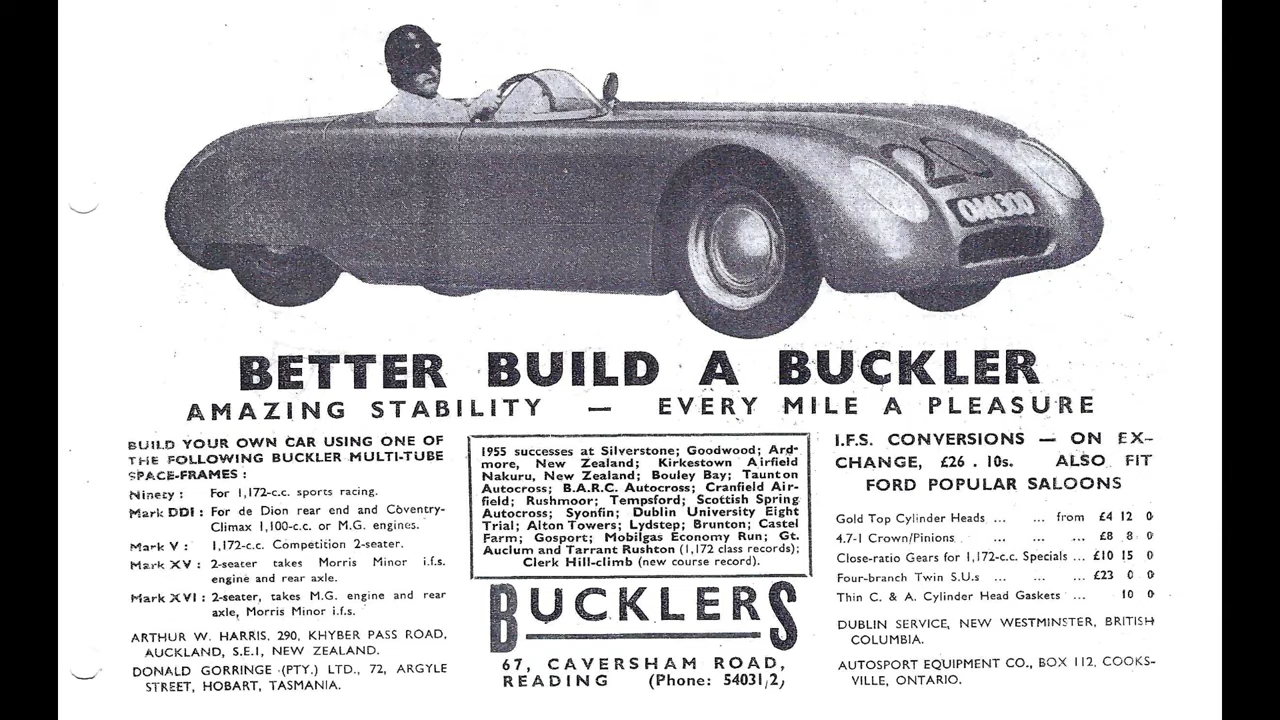 20
BETTER BUILD A BUCKLER
AMAZING STABILITY — EVERY MILE A PLEASURE
BUILD YOUR OWN CAR USING ONE OF
THE FOLLOWING BUCKLER MULTI-TUBE
SPACE-FRAMES :
Ninety : For 1,172-c.c. sports racing.
Mark DDI : For de Dion rear end and Coventry-
Climax 1,100-c.c. or M.G. engines.
Mark V : 1,172-c.c. Competition 2-seater.
Mark XV : 2-seater takes Morris Minor i.f.s.
engine and rear axle.
Mark XVI : 2-seater, takes M.G. engine and rear
axle, Morris Minor i.f.s.
ARTHUR W. HARRIS, 290, KHYBER PASS ROAD,
AUCKLAND, S.E.I, NEW ZEALAND.
DONALD GORRINGE (PTY.) LTD., 72, ARGYLE
STREET, HOBART, TASMANIA.
1955 successes at Silverstone; Goodwood; Ard-
more, New Zealand; Kirkestown Airfield
Nakuru, New Zealand; Bouley Bay; Taunton
Autocross; B.A.R.C. Autocross; Cranfield Air-
field; Rushmoor; Tempsford; Scottish Spring
Autocross; Syonfin; Dublin University Eight
Trial; Alton Towers; Lydstep; Brunton; Castel
Farm; Gosport; Mobilgas Economy Run; Gt.
Auclum and Tarrant Rushton (1,172 class records);
Clerk Hill-climb (new course record).
BUCKLERS
67, CAVERSHAM ROAD,
READING (Phone: 54031/2)
I.F.S. CONVERSIONS — ON EX-
CHANGE, £26 . 10s. ALSO FIT
FORD POPULAR SALOONS
Gold Top Cylinder Heads ... ... from £4 12 0
4.7-1 Crown/Pinions ... ... ... £8 8 0
Close-ratio Gears for 1,172-c.c. Specials ... £10 15 0
Four-branch Twin S.U.s ... ... ... £23 0 0
Thin C. & A. Cylinder Head Gaskets ... 10 0
DUBLIN SERVICE, NEW WESTMINSTER, BRITISH
COLUMBIA.
AUTOSPORT EQUIPMENT CO., BOX 112, COOKS-
VILLE, ONTARIO.